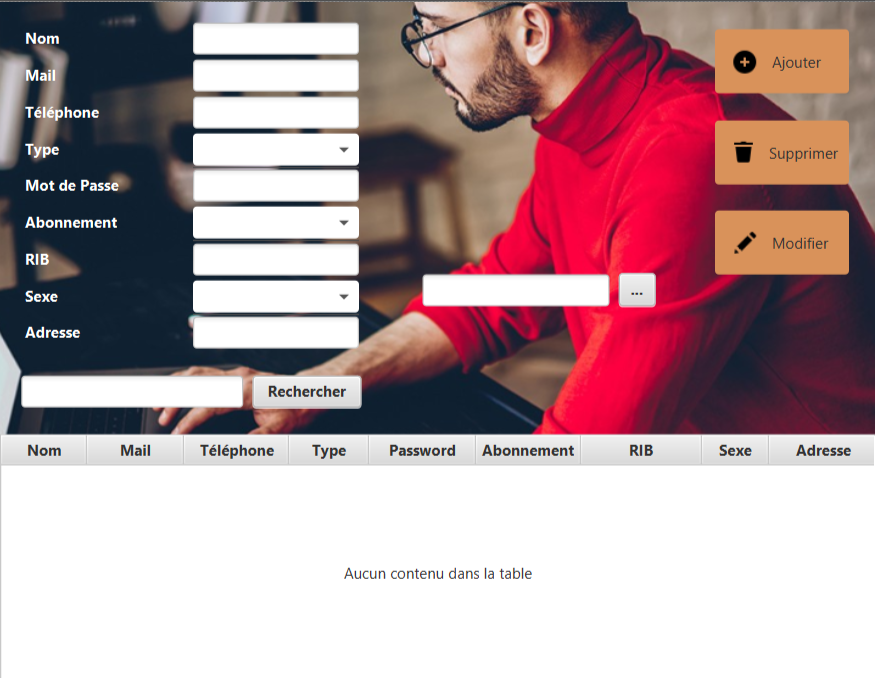 Nom
Mail
Téléphone
Type
Mot de Passe
Abonnement
RIB
Sexe
Adresse
Ajouter
Supprimer
Modifier
...
Rechercher
Nom Mail Téléphone Type Password Abonnement RIB Sexe Adresse
Aucun contenu dans la table